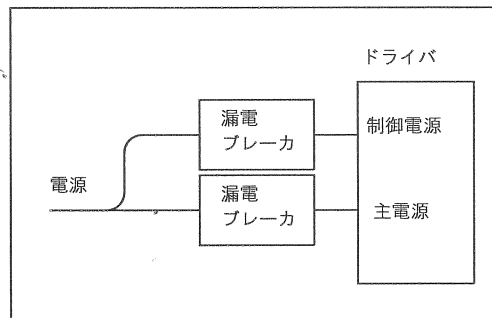 ドライバ
漏電
ブレーカ
制御電源
電源
漏電
ブレーカ
主電源